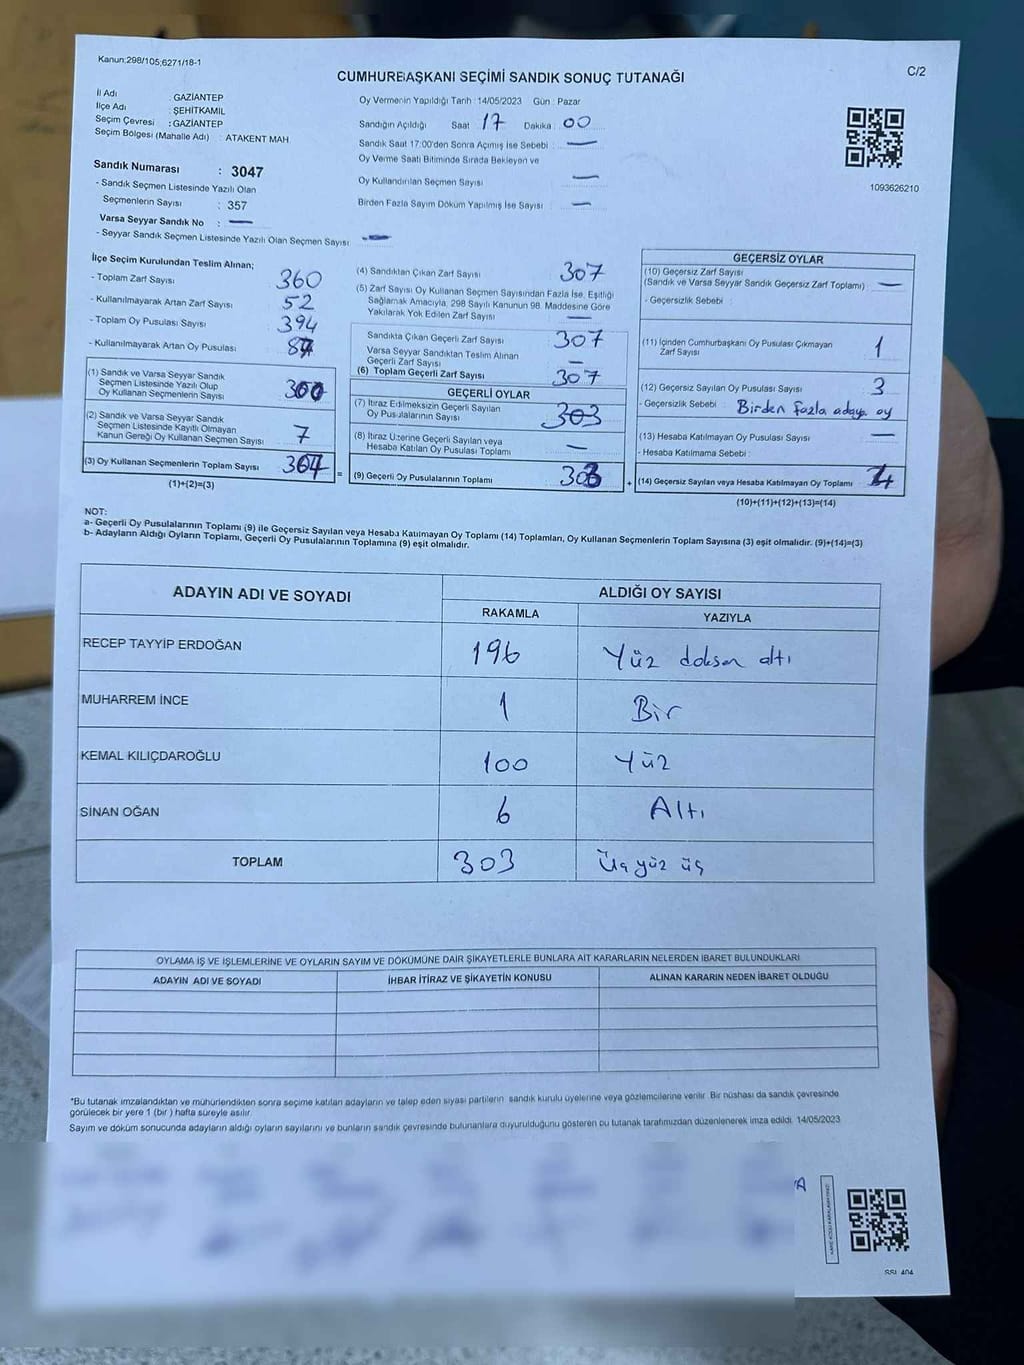 Kanun:298/105,6271/18-1
C/2
CUMHURBAŞKANI SEÇİMİ SANDIK SONUÇ TUTANAĞI
İl Adı : GAZİANTEP
İlçe Adı : ŞEHİTKAMİL
Seçim Çevresi : GAZİANTEP
Seçim Bölgesi (Mahalle Adı) : ATAKENT MAH
Oy Vermenin Yapıldığı Tarih : 14/05/2023 Gün : Pazar
Sandığın Açıldığı Saat 17 Dakika : 00
Sandık Saat 17:00'den Sonra Açımış İse Sebebi : —
Oy Verme Saati Bitiminde Sırada Bekleyen ve
Oy Kullandırılan Seçmen Sayısı —
Birden Fazla Sayım Döküm Yapılmış İse Sayısı : —
1093626210
Sandık Numarası : 3047
- Sandık Seçmen Listesinde Yazılı Olan
Seçmenlerin Sayısı : 357
Varsa Seyyar Sandık No : —
- Seyyar Sandık Seçmen Listesinde Yazılı Olan Seçmen Sayısı —
İlçe Seçim Kurulundan Teslim Alınan;
- Toplam Zarf Sayısı 360
- Kullanılmayarak Artan Zarf Sayısı 52
- Toplam Oy Pusulası Sayısı 394
- Kullanılmayarak Artan Oy Pusulası
(1) Sandık ve Varsa Seyyar Sandık
Seçmen Listesinde Yazılı Olup
Oy Kullanan Seçmenlerin Sayısı
(2) Sandık ve Varsa Seyyar Sandık
Seçmen Listesinde Kayıtlı Olmayan
Kanun Gereği Oy Kullanan Seçmen Sayısı 7
(3) Oy Kullanan Seçmenlerin Toplam Sayısı
(1)+(2)=(3)
(4) Sandıktan Çıkan Zarf Sayısı 307
(5) Zarf Sayısı Oy Kullanan Seçmen Sayısından Fazla İse, Eşitliği
Sağlamak Amacıyla, 298 Sayılı Kanunun 98. Maddesine Göre
Yakılarak Yok Edilen Zarf Sayısı —
Sandıkta Çıkan Geçerli Zarf Sayısı 307
Varsa Seyyar Sandıktan Teslim Alınan
Geçerli Zarf Sayısı —
(6) Toplam Geçerli Zarf Sayısı 307
GEÇERLİ OYLAR
(7) İtiraz Edilmeksizin Geçerli Sayılan
Oy Pusulalarının Sayısı 303
(8) İtiraz Üzerine Geçerli Sayılan veya
Hesaba Katılan Oy Pusulası Toplamı —
= (9) Geçerli Oy Pusulalarının Toplamı 303
GEÇERSİZ OYLAR
(10) Geçersiz Zarf Sayısı
(Sandık ve Varsa Seyyar Sandık Geçersiz Zarf Toplamı) —
- Geçersizlik Sebebi :
(11) İçinden Cumhurbaşkanı Oy Pusulası Çıkmayan
Zarf Sayısı 1
(12) Geçersiz Sayılan Oy Pusulası Sayısı 3
- Geçersizlik Sebebi : Birden fazla adaya oy
(13) Hesaba Katılmayan Oy Pusulası Sayısı —
- Hesaba Katılmama Sebebi :
+ (14) Geçersiz Sayılan veya Hesaba Katılmayan Oy Toplamı 4
(10)+(11)+(12)+(13)=(14)
NOT:
a- Geçerli Oy Pusulalarının Toplamı (9) ile Geçersiz Sayılan veya Hesaba Katılmayan Oy Toplamı (14) Toplamları, Oy Kullanan Seçmenlerin Toplam Sayısına (3) eşit olmalıdır. (9)+(14)=(3)
b- Adayların Aldığı Oyların Toplamı, Geçerli Oy Pusulalarının Toplamına (9) eşit olmalıdır.
ADAYIN ADI VE SOYADI
ALDIĞI OY SAYISI
RAKAMLA YAZIYLA
RECEP TAYYİP ERDOĞAN 196 Yüz doksan altı
MUHARREM İNCE 1 Bir
KEMAL KILIÇDAROĞLU 100 Yüz
SİNAN OĞAN 6 Altı
TOPLAM 303 Üç yüz üç
OYLAMA İŞ VE İŞLEMLERİNE VE OYLARIN SAYIM VE DÖKÜMÜNE DAİR ŞİKAYETLERLE BUNLARA AİT KARARLARIN NELERDEN İBARET BULUNDUKLARI
ADAYIN ADI VE SOYADI İHBAR İTİRAZ VE ŞİKAYETİN KONUSU ALINAN KARARIN NEDEN İBARET OLDUĞU
*Bu tutanak imzalandıktan ve mühürlendikten sonra seçime katılan adayların ve talep eden siyasi partilerin sandık kurulu üyelerine veya gözlemcilerine verilir. Bir nüshası da sandık çevresinde
görülecek bir yere 1 (bir) hafta süreyle asılır.
Sayım ve döküm sonucunda adayların aldığı oyların sayılarını ve bunların sandık çevresinde bulunanlara duyurulduğunu gösteren bu tutanak tarafımızdan düzenlenerek imza edildi. 14/05/2023